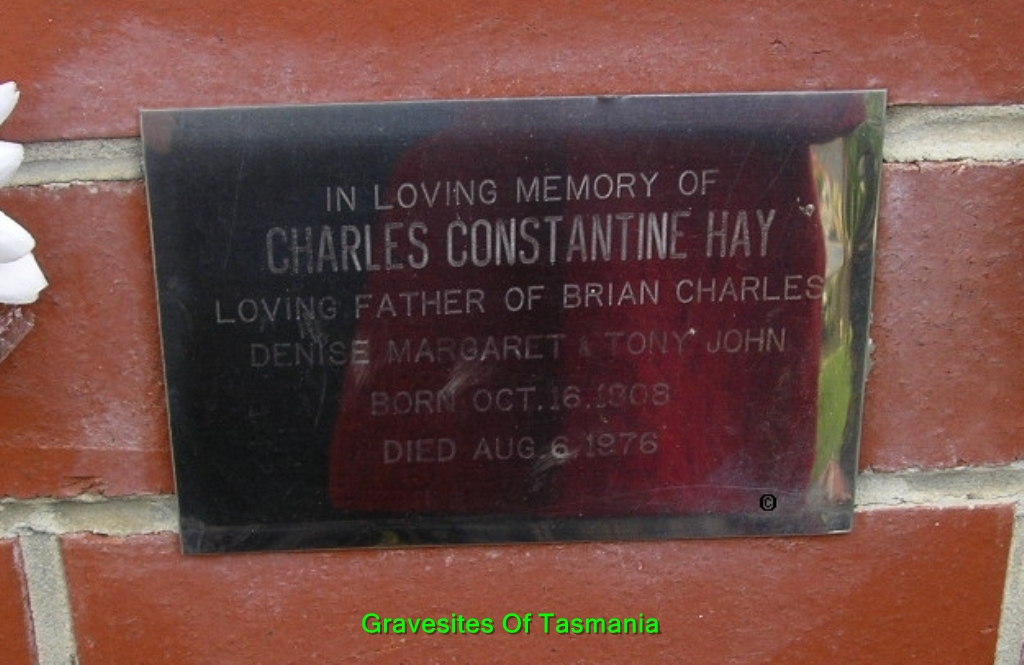 IN LOVING MEMORY OF
CHARLES CONSTANTINE HAY
LOVING FATHER OF BRIAN CHARLES
DENISE MARGARET & TONY JOHN
BORN OCT. 16. 1908
DIED AUG. 6. 1976
©
Gravesites Of Tasmania